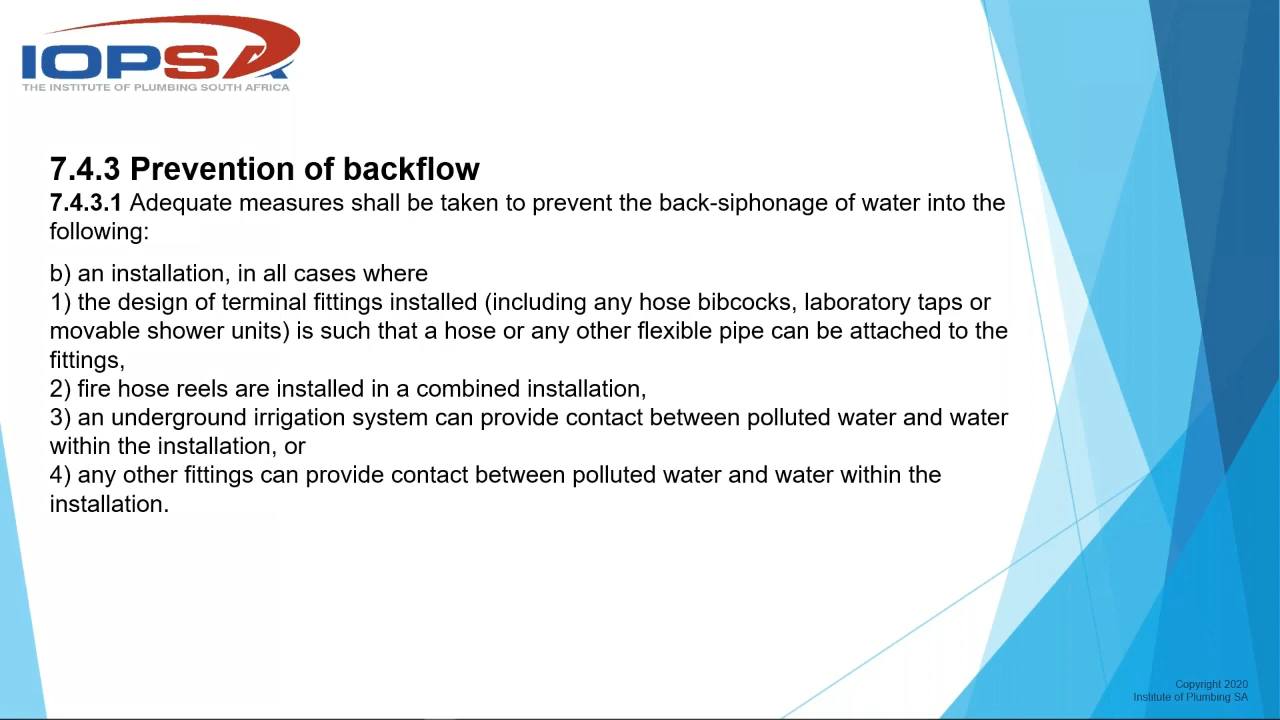 IOPSA
THE INSTITUTE OF PLUMBING SOUTH AFRICA
7.4.3 Prevention of backflow
7.4.3.1 Adequate measures shall be taken to prevent the back-siphonage of water into the
following:
b) an installation, in all cases where
1) the design of terminal fittings installed (including any hose bibcocks, laboratory taps or
movable shower units) is such that a hose or any other flexible pipe can be attached to the
fittings,
2) fire hose reels are installed in a combined installation,
3) an underground irrigation system can provide contact between polluted water and water
within the installation, or
4) any other fittings can provide contact between polluted water and water within the
installation.
Copyright 2020
Institute of Plumbing SA